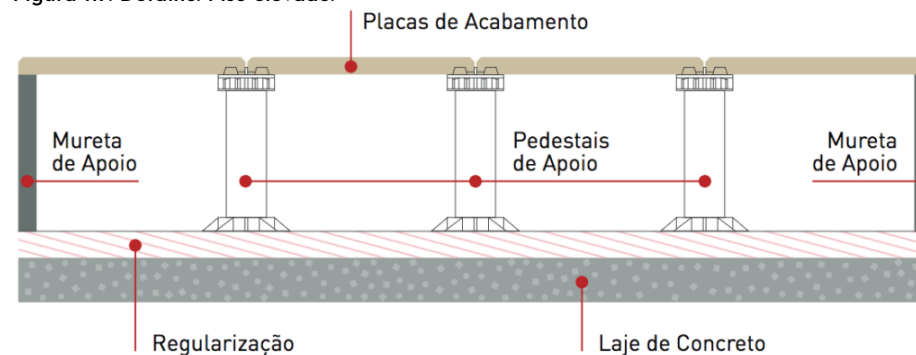 Placas de Acabamento
Mureta
de Apoio
Pedestais
de Apoio
Mureta
de Apoio
Regularização
Laje de Concreto